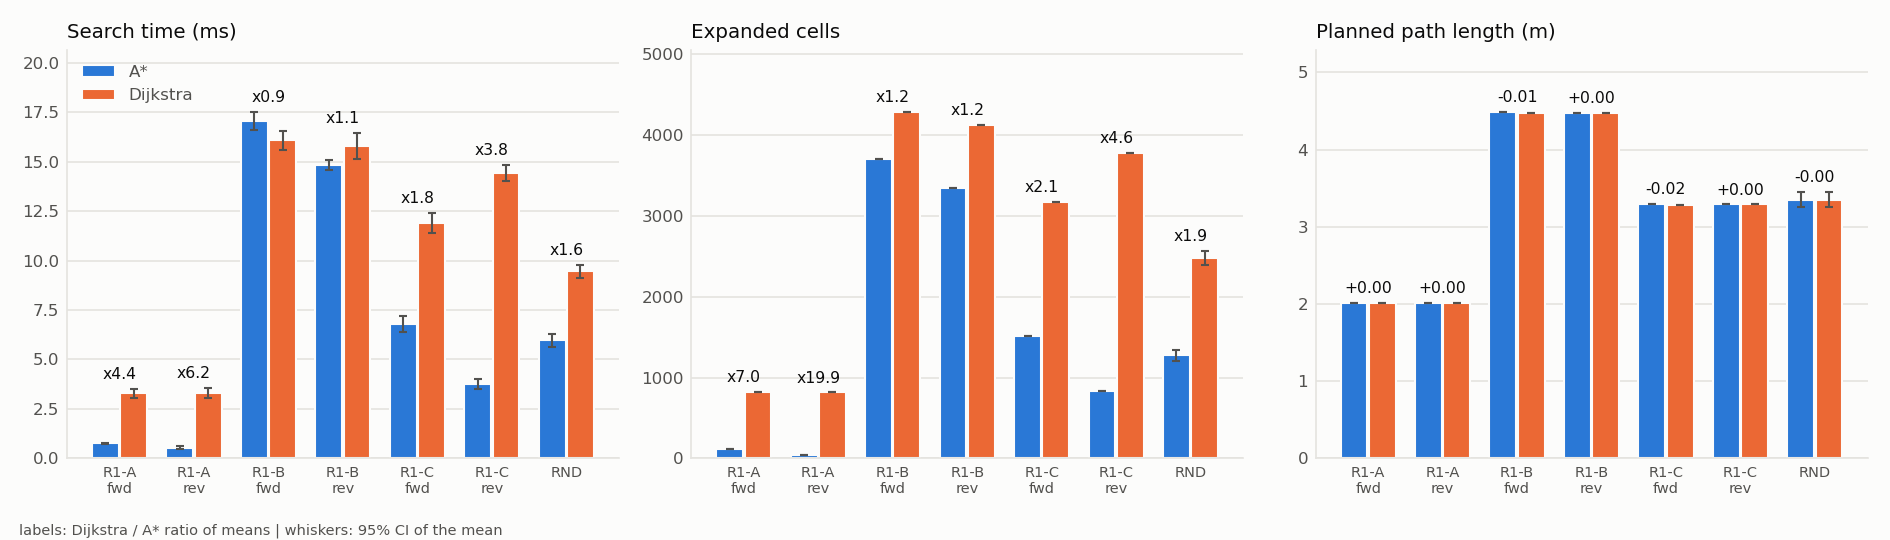 Search time (ms)
20.0
17.5
15.0
12.5
10.0
7.5
5.0
2.5
0.0
A*
Dijkstra
x4.4
x6.2
x0.9
x1.1
x1.8
x3.8
x1.6
R1-A fwd
R1-A rev
R1-B fwd
R1-B rev
R1-C fwd
R1-C rev
RND
Expanded cells
5000
4000
3000
2000
1000
0
x7.0
x19.9
x1.2
x1.2
x2.1
x4.6
x1.9
R1-A fwd
R1-A rev
R1-B fwd
R1-B rev
R1-C fwd
R1-C rev
RND
Planned path length (m)
5
4
3
2
1
0
+0.00
+0.00
-0.01
+0.00
-0.02
+0.00
-0.00
R1-A fwd
R1-A rev
R1-B fwd
R1-B rev
R1-C fwd
R1-C rev
RND
labels: Dijkstra / A* ratio of means | whiskers: 95% CI of the mean